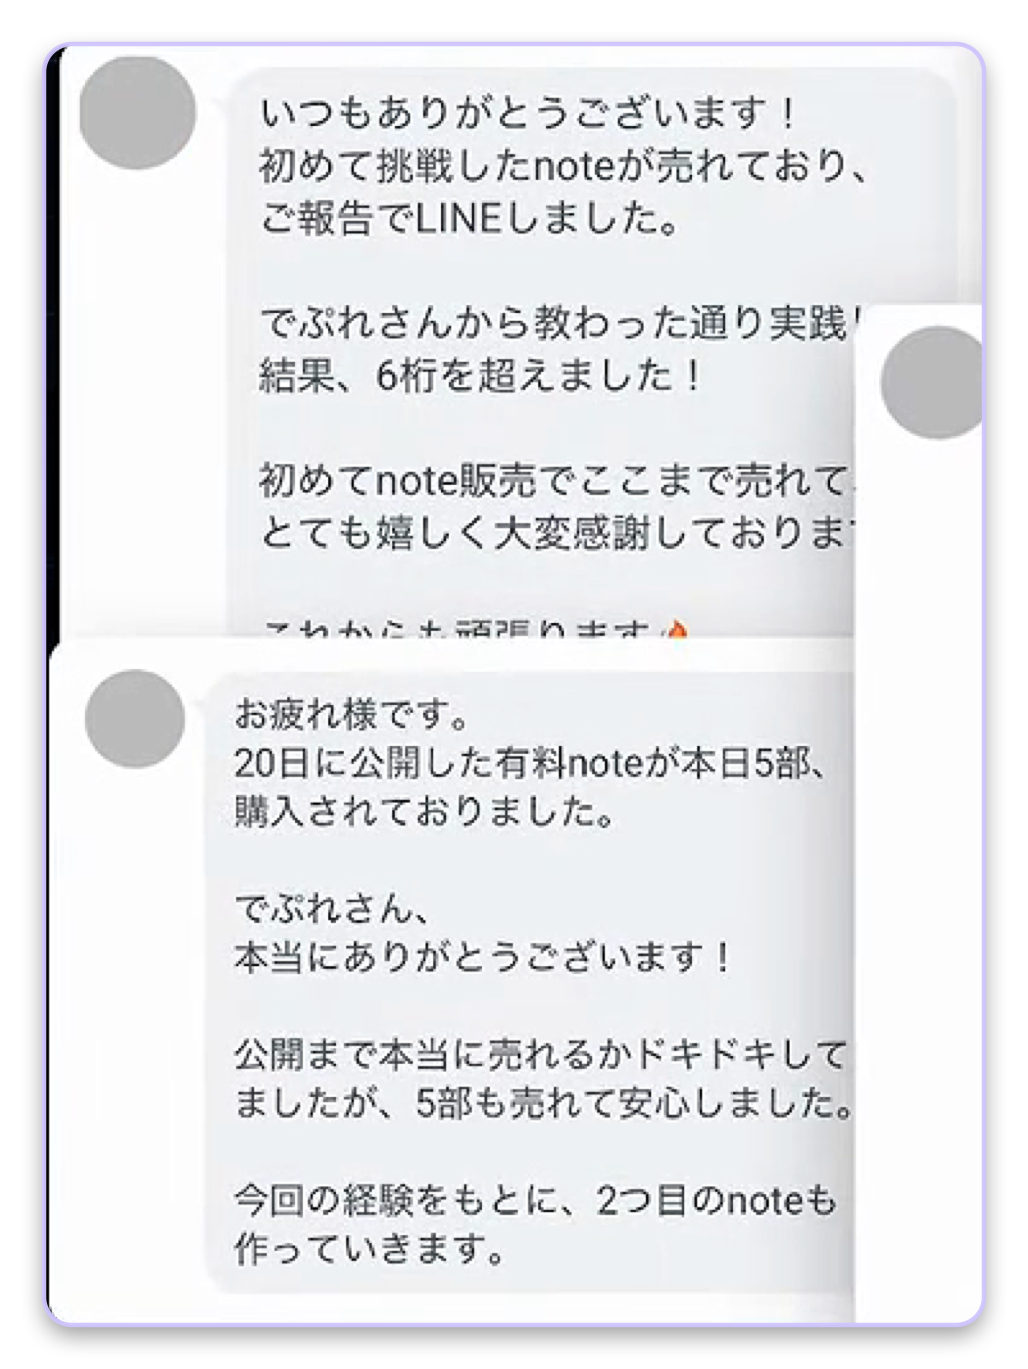 いつもありがとうございます！
初めて挑戦したnoteが売れており、
ご報告でLINEしました。
でぷれさんから教わった通り実践
結果、6桁を超えました！
初めてnote販売でここまで売れて
とても嬉しく大変感謝しておりま
これからも頑張ります🔥
お疲れ様です。
20日に公開した有料noteが本日5部、
購入されておりました。
でぷれさん、
本当にありがとうございます！
公開まで本当に売れるかドキドキして
ましたが、5部も売れて安心しました。
今回の経験をもとに、2つ目のnoteも
作っていきます。